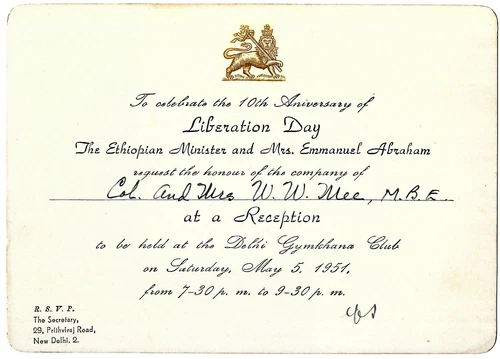 To celebrate the 10th Aniversary of
Liberation Day
The Ethiopian Minister and Mrs. Emmanuel Abraham
request the honour of the company of
Col. And Mrs W. W. Mee, M.B.E.
at a Reception
to be held at the Delhi Gymkhana Club
on Saturday, May 5, 1951,
from 7-30 p. m. to 9-30 p. m.
R. S. V. P.
The Secretary,
29, Prithviraj Road,
New Delhi. 2.